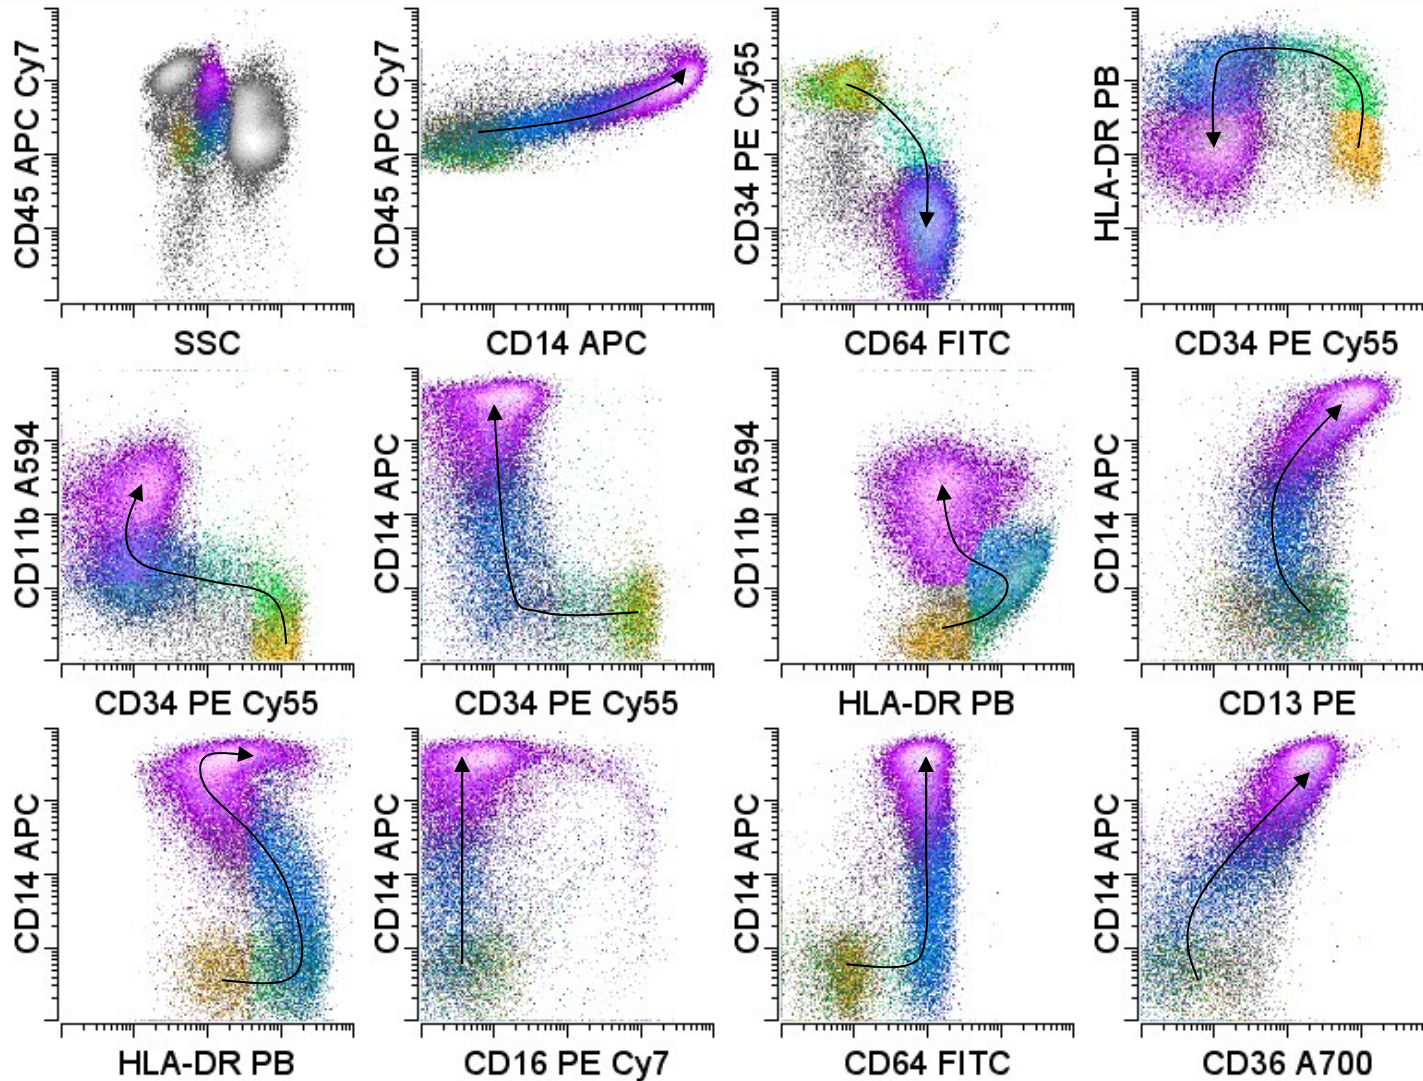 CD45 APC Cy7
SSC
CD45 APC Cy7
CD14 APC
CD34 PE Cy55
CD64 FITC
HLA-DR PB
CD34 PE Cy55
CD11b A594
CD34 PE Cy55
CD14 APC
CD34 PE Cy55
CD11b A594
HLA-DR PB
CD14 APC
CD13 PE
CD14 APC
HLA-DR PB
CD14 APC
CD16 PE Cy7
CD14 APC
CD64 FITC
CD14 APC
CD36 A700